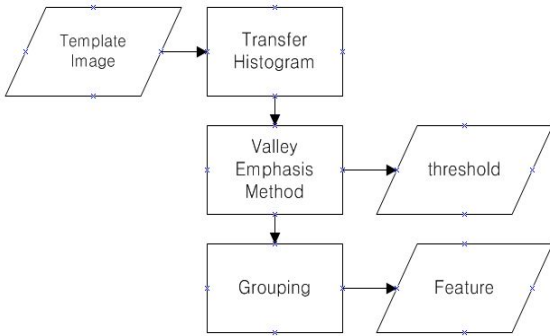 Template
Image
Transfer
Histogram
Valley
Emphasis
Method
threshold
Grouping
Feature